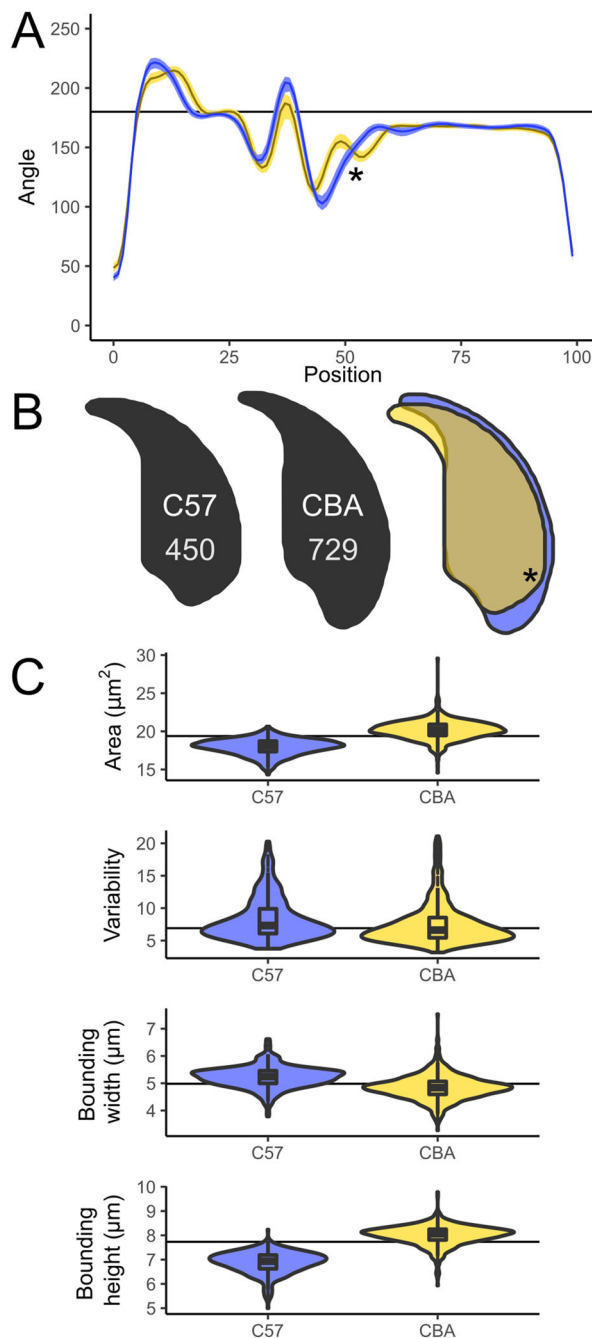 A
250
200
150
100
50
0
Angle
*
0
25
50
75
100
Position
B
C57
450
CBA
729
*
C
Area (µm²)
30
25
20
15
C57
CBA
Variability
20
15
10
5
C57
CBA
Bounding
width (µm)
7
6
5
4
C57
CBA
Bounding
height (µm)
10
9
8
7
6
5
C57
CBA